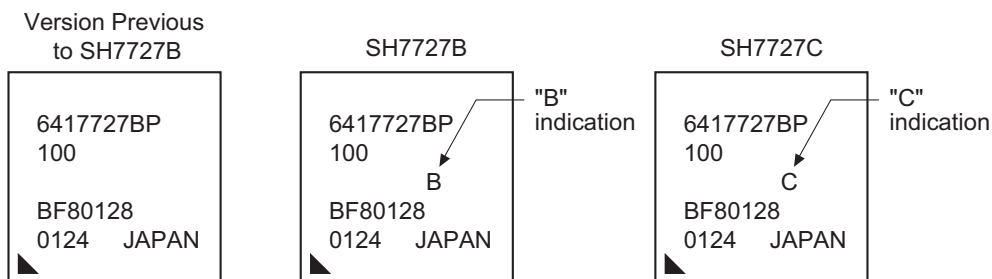 Version Previous
to SH7727B
6417727BP
100
BF80128
0124 JAPAN
SH7727B
6417727BP
100
B
BF80128
0124 JAPAN
"B"
indication
SH7727C
6417727BP
100
C
BF80128
0124 JAPAN
"C"
indication